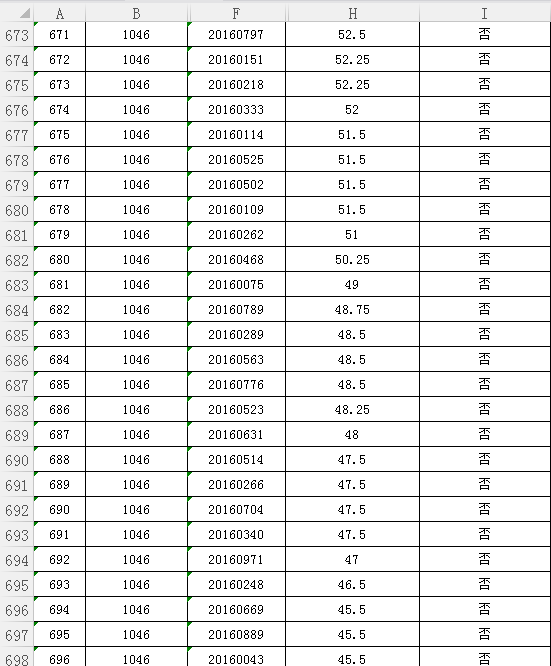 A B F H I
673 671 1046 20160797 52.5 否
674 672 1046 20160151 52.25 否
675 673 1046 20160218 52.25 否
676 674 1046 20160333 52 否
677 675 1046 20160114 51.5 否
678 676 1046 20160525 51.5 否
679 677 1046 20160502 51.5 否
680 678 1046 20160109 51.5 否
681 679 1046 20160262 51 否
682 680 1046 20160468 50.25 否
683 681 1046 20160075 49 否
684 682 1046 20160789 48.75 否
685 683 1046 20160289 48.5 否
686 684 1046 20160563 48.5 否
687 685 1046 20160776 48.5 否
688 686 1046 20160523 48.25 否
689 687 1046 20160631 48 否
690 688 1046 20160514 47.5 否
691 689 1046 20160266 47.5 否
692 690 1046 20160704 47.5 否
693 691 1046 20160340 47.5 否
694 692 1046 20160971 47 否
695 693 1046 20160248 46.5 否
696 694 1046 20160669 45.5 否
697 695 1046 20160889 45.5 否
698 696 1046 20160043 45.5 否